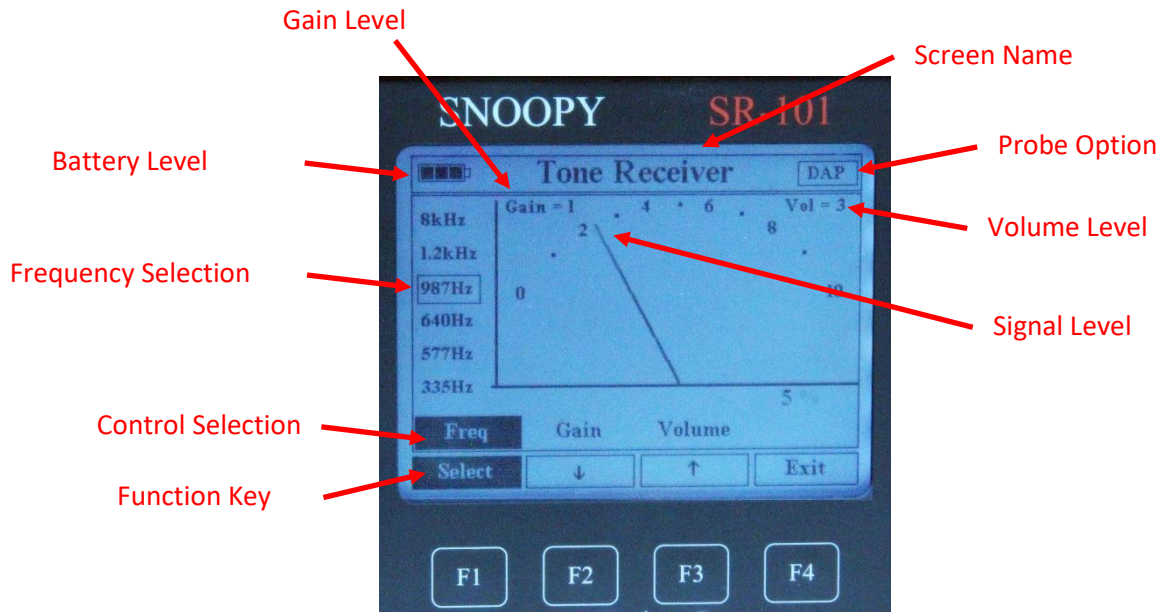 Gain Level
Screen Name
SNOOPY SR-101
Battery Level
Probe Option
Tone Receiver DAP
Gain = 1 4 6 Vol = 3
8kHz
2 8
Volume Level
1.2kHz
Frequency Selection
987Hz 0 10
640Hz
Signal Level
577Hz
335Hz
5 %
Control Selection
Freq Gain Volume
Select ↓ ↑ Exit
Function Key
F1 F2 F3 F4